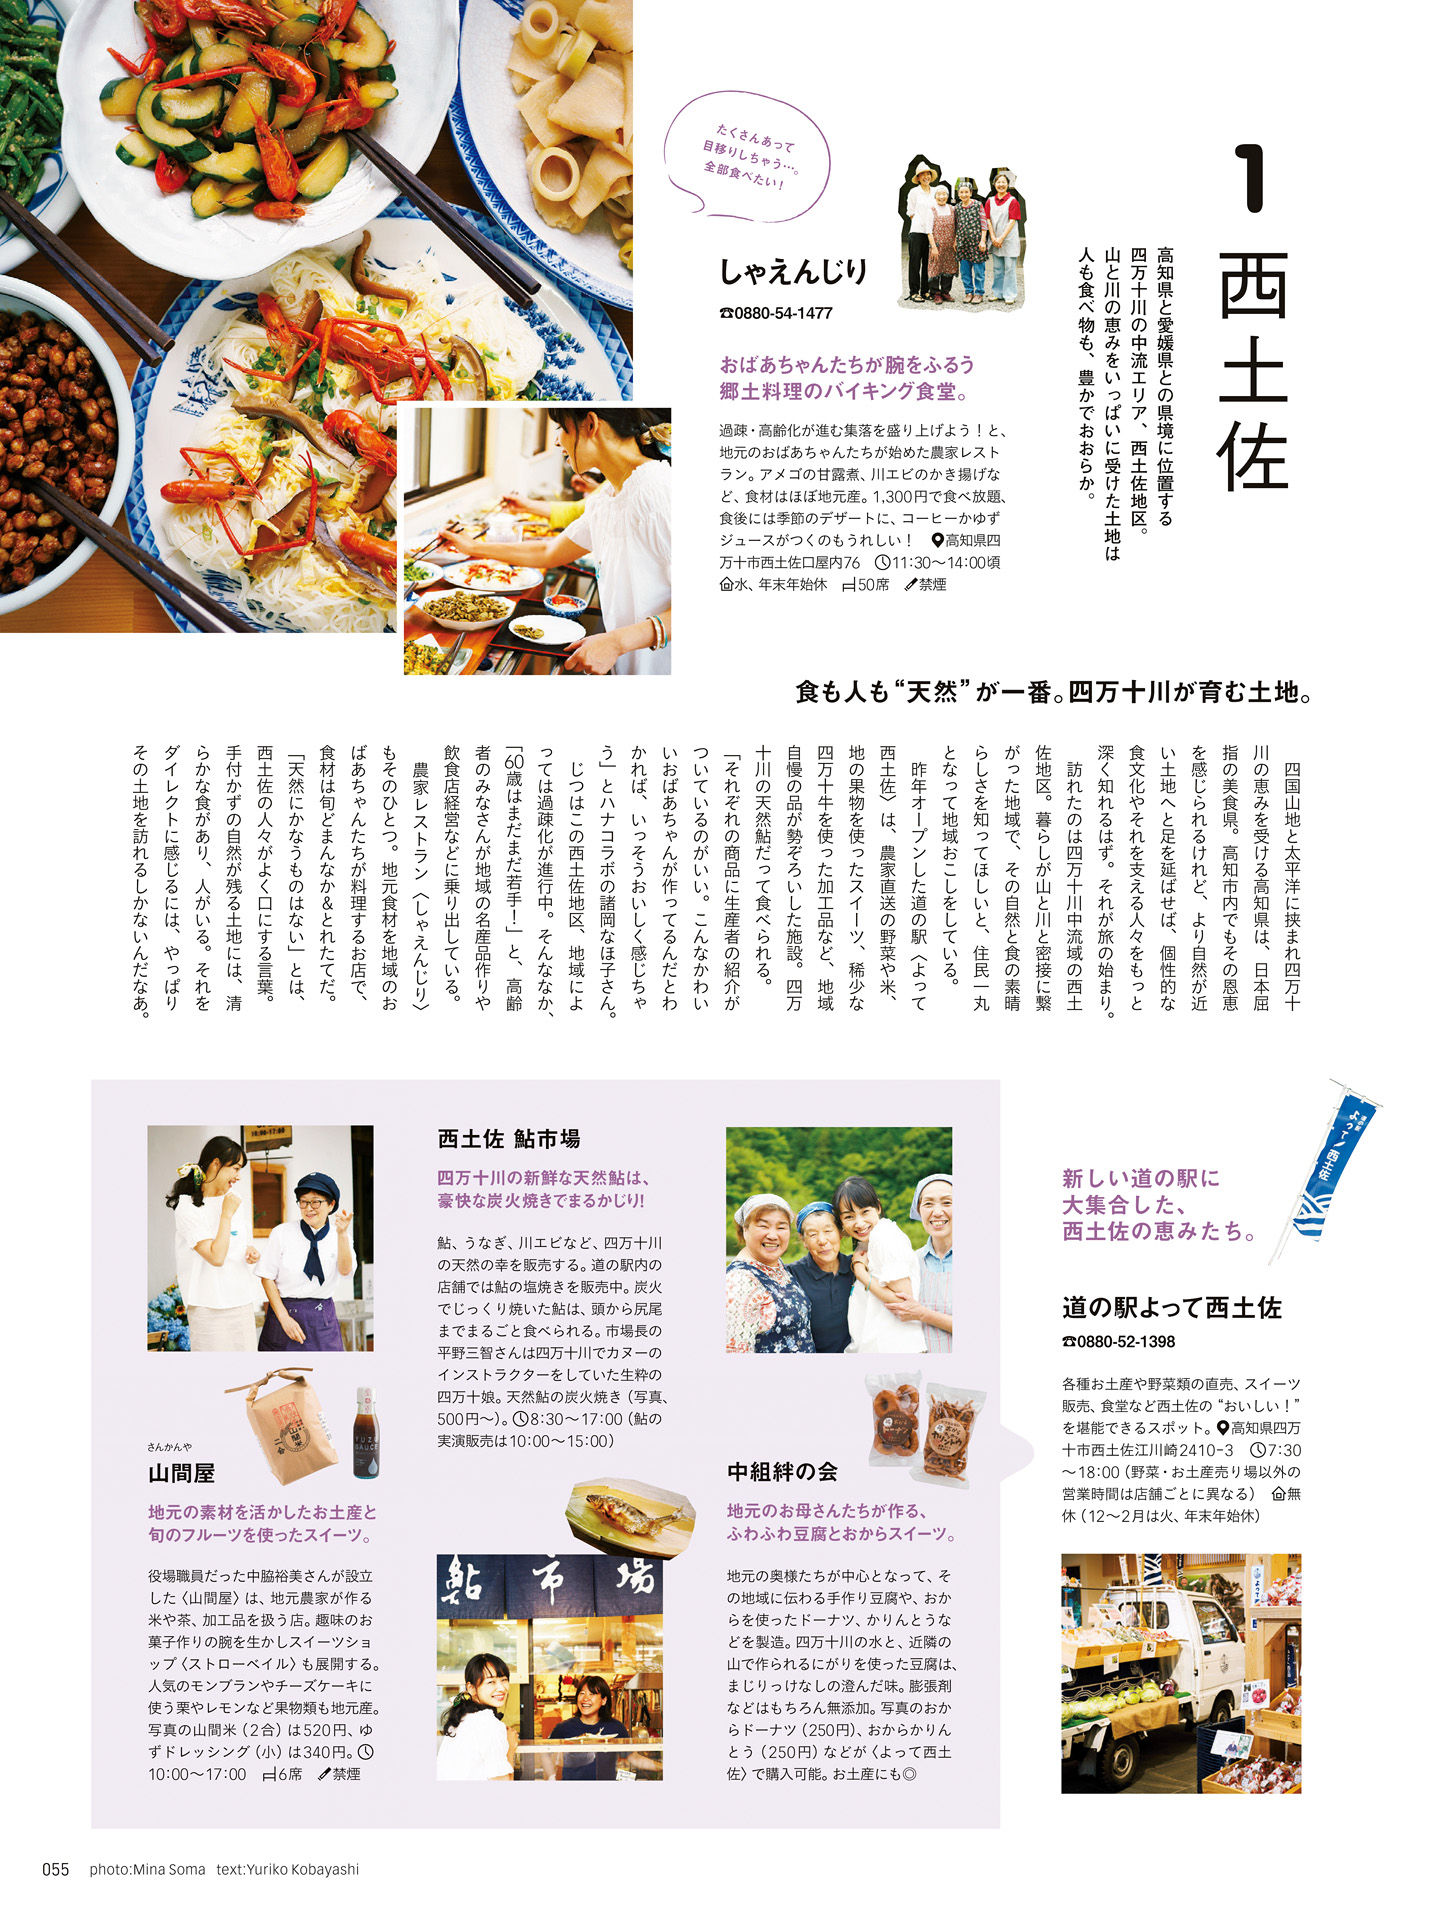 1
西土佐
高知県と愛媛県との県境に位置する
四万十川の中流エリア、西土佐地区。
山と川の恵みをいっぱいに受けた土地は
人も食べ物も、豊かでおおらか。
たくさんあって
目移りしちゃう…。
全部食べたい！
しゃえんじり
☎0880-54-1477
おばあちゃんたちが腕をふるう
郷土料理のバイキング食堂。
過疎・高齢化が進む集落を盛り上げよう！と、
地元のおばあちゃんたちが始めた農家レスト
ラン。アメゴの甘露煮、川エビのかき揚げな
ど、食材はほぼ地元産。1,300円で食べ放題、
食後には季節のデザートに、コーヒーかゆず
ジュースがつくのもうれしい！　高知県四
万十市西土佐口屋内76　11:30〜14:00頃
水、年末年始休　50席　禁煙
食も人も“天然”が一番。四万十川が育む土地。
四国山地と太平洋に挟まれ四万十
川の恵みを受ける高知県は、日本屈
指の美食県。高知市内でもその恩恵
を感じられるけれど、より自然が近
い土地へと足を延ばせば、個性的な
食文化やそれを支える人々をもっと
深く知れるはず。それが旅の始まり。
訪れたのは四万十川中流域の西土
佐地区。暮らしが山と川と密接に繋
がった地域で、その自然と食の素晴
らしさを知ってほしいと、住民一丸
となって地域おこしをしている。
昨年オープンした道の駅〈よって
西土佐〉は、農家直送の野菜や米、
地の果物を使ったスイーツ、稀少な
四万十牛を使った加工品など、地域
自慢の品が勢ぞろいした施設。四万
十川の天然鮎だって食べられる。
「それぞれの商品に生産者の紹介が
ついているのがいい。こんなかわい
いおばあちゃんが作ってるんだとわ
かれば、いっそうおいしく感じちゃ
う」とハナコラボの諸岡なほ子さん。
じつはこの西土佐地区、地域によ
っては過疎化が進行中。そんななか、
「60歳はまだまだ若手！」と、高齢
者のみなさんが地域の名産品作りや
飲食店経営などに乗り出している。
農家レストラン〈しゃえんじり〉
もそのひとつ。地元食材を地域のお
ばあちゃんたちが料理するお店で、
食材は旬どまんなか＆とれたてだ。
「天然にかなうものはない」とは、
西土佐の人々がよく口にする言葉。
手付かずの自然が残る土地には、清
らかな食があり、人がいる。それを
ダイレクトに感じるには、やっぱり
その土地を訪れるしかないんだなあ。
新しい道の駅に
大集合した、
西土佐の恵みたち。
道の駅
よって
西土佐
道の駅よって西土佐
☎0880-52-1398
各種お土産や野菜類の直売、スイーツ
販売、食堂など西土佐の“おいしい！”
を堪能できるスポット。高知県四万
十市西土佐江川崎2410-3　7:30
〜18:00（野菜・お土産売り場以外の
営業時間は店舗ごとに異なる）　無
休（12〜2月は火、年末年始休）
10:00-17:00
山間米
二合
YUZU
SAUCE
さんかんや
山間屋
地元の素材を活かしたお土産と
旬のフルーツを使ったスイーツ。
役場職員だった中脇裕美さんが設立
した〈山間屋〉は、地元農家が作る
米や茶、加工品を扱う店。趣味のお
菓子作りの腕を生かしスイーツショ
ップ〈ストローベイル〉も展開する。
人気のモンブランやチーズケーキに
使う栗やレモンなど果物類も地元産。
写真の山間米（2合）は520円、ゆ
ずドレッシング（小）は340円。
10:00〜17:00　6席　禁煙
西土佐 鮎市場
四万十川の新鮮な天然鮎は、
豪快な炭火焼きでまるかじり！
鮎、うなぎ、川エビなど、四万十川
の天然の幸を販売する。道の駅内の
店舗では鮎の塩焼きを販売中。炭火
でじっくり焼いた鮎は、頭から尻尾
までまるごと食べられる。市場長の
平野三智さんは四万十川でカヌーの
インストラクターをしていた生粋の
四万十娘。天然鮎の炭火焼き（写真、
500円〜）。8:30〜17:00（鮎の
実演販売は10:00〜15:00）
鮎市場
中組絆の会
地元のお母さんたちが作る、
ふわふわ豆腐とおからスイーツ。
地元の奥様たちが中心となって、そ
の地域に伝わる手作り豆腐や、おか
らを使ったドーナツ、かりんとうな
どを製造。四万十川の水と、近隣の
山で作られるにがりを使った豆腐は、
まじりっけなしの澄んだ味。膨張剤
などはもちろん無添加。写真のおか
らドーナツ（250円）、おからかりん
とう（250円）などが〈よって西土
佐〉で購入可能。お土産にも◎
055 photo:Mina Soma text:Yuriko Kobayashi